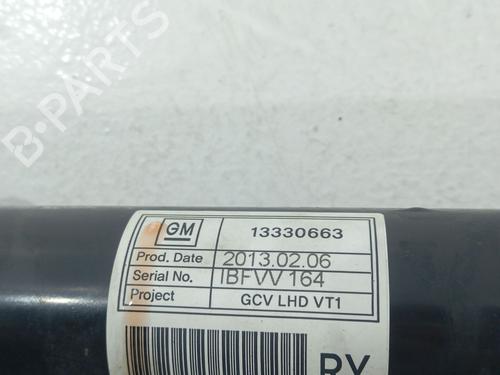 B-PARTS
GM 13330663
Prod. Date 2013.02.06
Serial No. IBFVV 164
Project GCV LHD VT1
RY